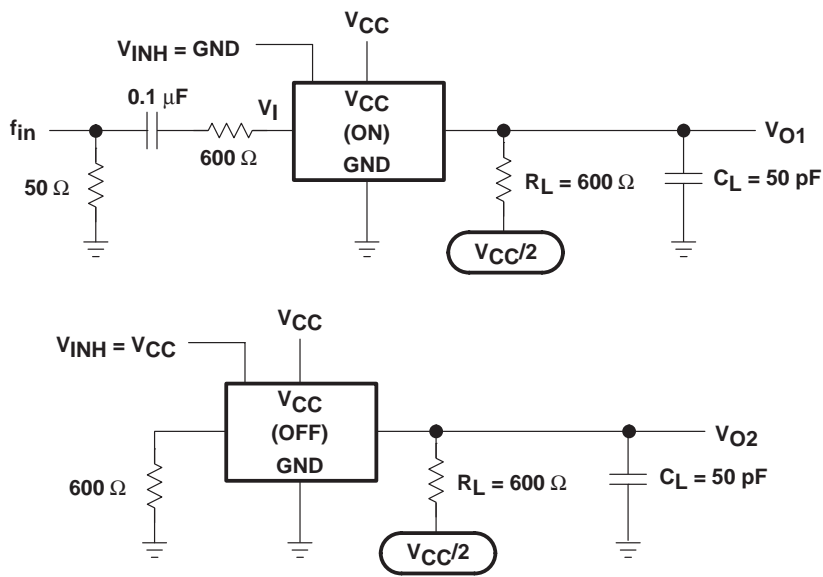 VCC
VINH = GND
0.1 μF
VI
VCC
fin
(ON)
VO1
600 Ω
GND
50 Ω
RL = 600 Ω
CL = 50 pF
VCC/2
VCC
VINH = VCC
VCC
(OFF)
VO2
GND
600 Ω
RL = 600 Ω
CL = 50 pF
VCC/2